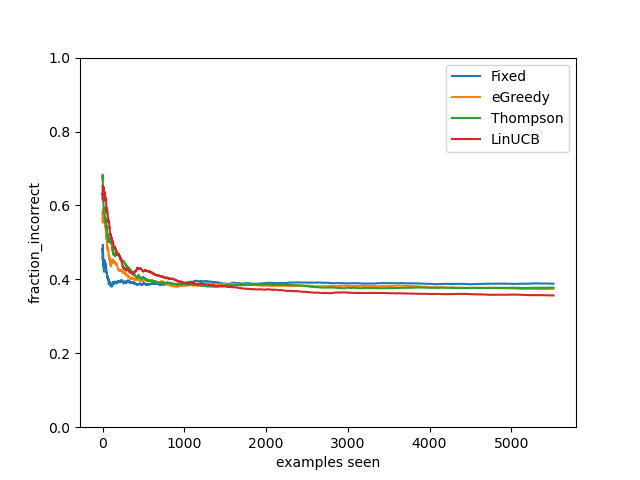 1.0
0.8
0.6
0.4
0.2
0.0
fraction_incorrect
0 1000 2000 3000 4000 5000
examples seen
Fixed
eGreedy
Thompson
LinUCB